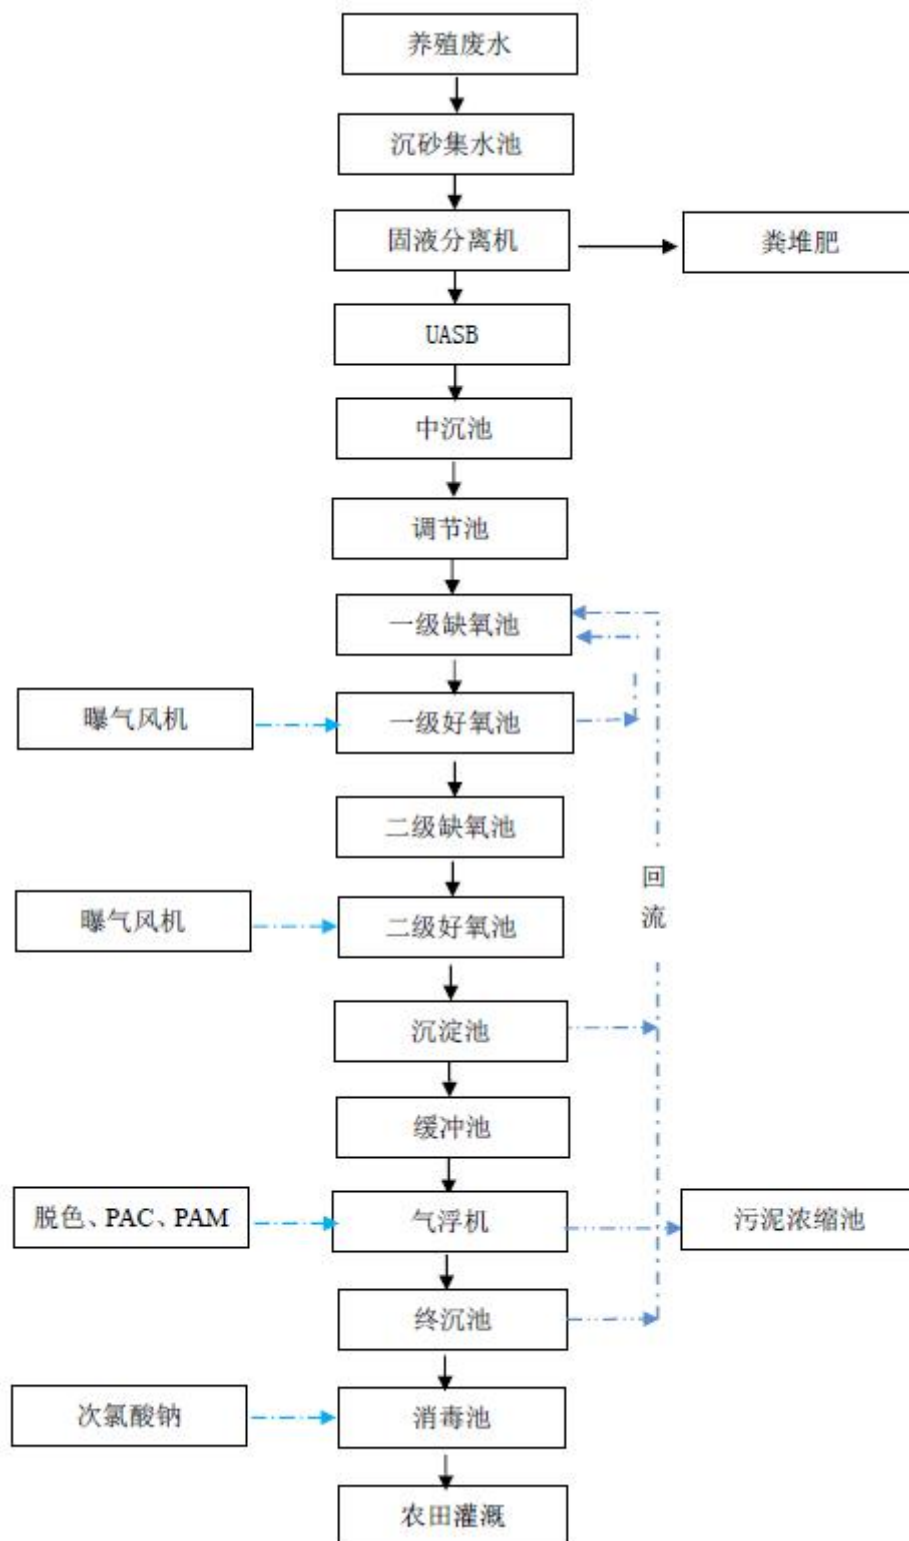 养殖废水
沉砂集水池
固液分离机
粪堆肥
UASB
中沉池
调节池
一级缺氧池
曝气风机
一级好氧池
二级缺氧池
回
流
曝气风机
二级好氧池
沉淀池
缓冲池
脱色、PAC、PAM
气浮机
污泥浓缩池
终沉池
次氯酸钠
消毒池
农田灌溉